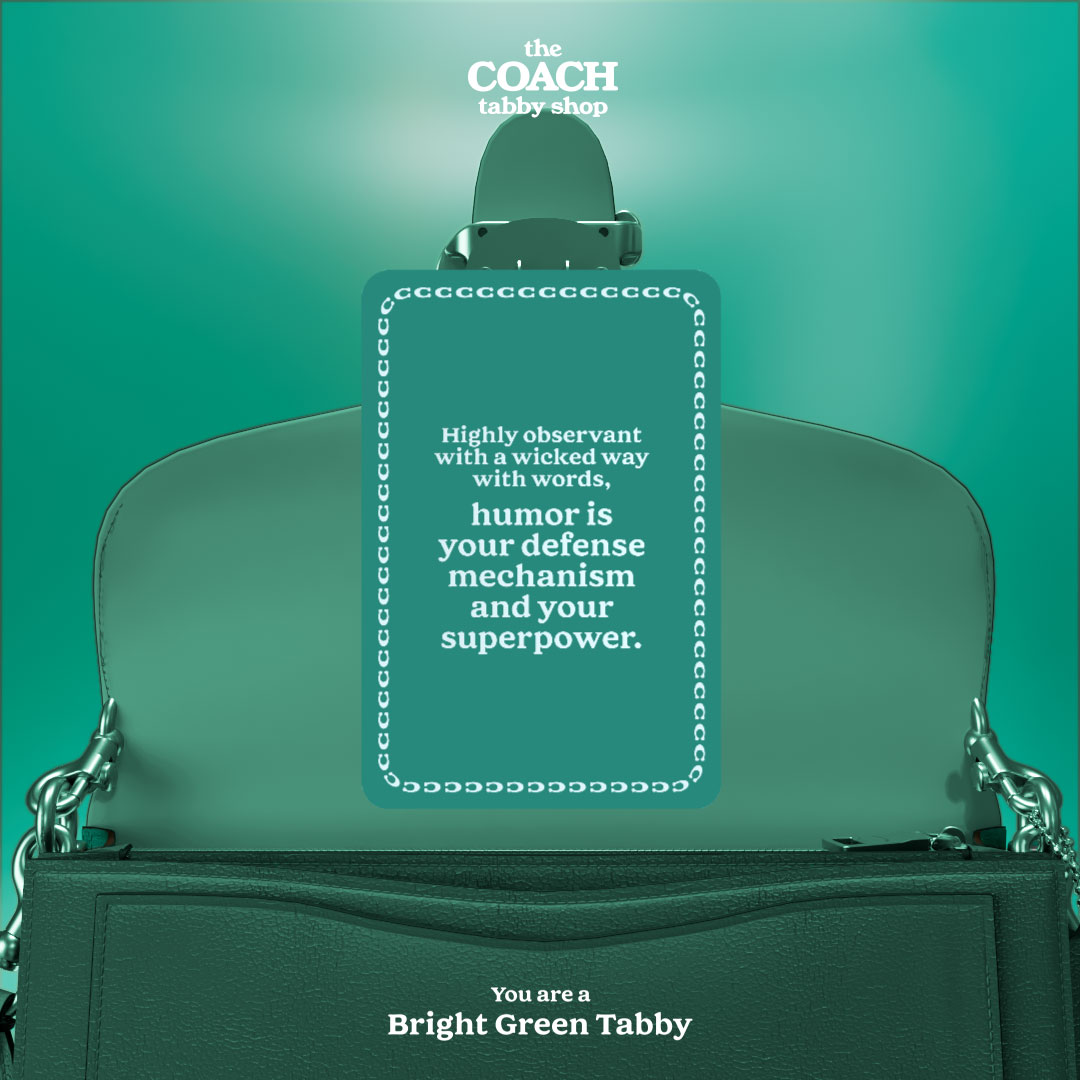 the
COACH
tabby shop
Highly observant
with a wicked way
with words,
humor is
your defense
mechanism
and your
superpower.
You are a
Bright Green Tabby